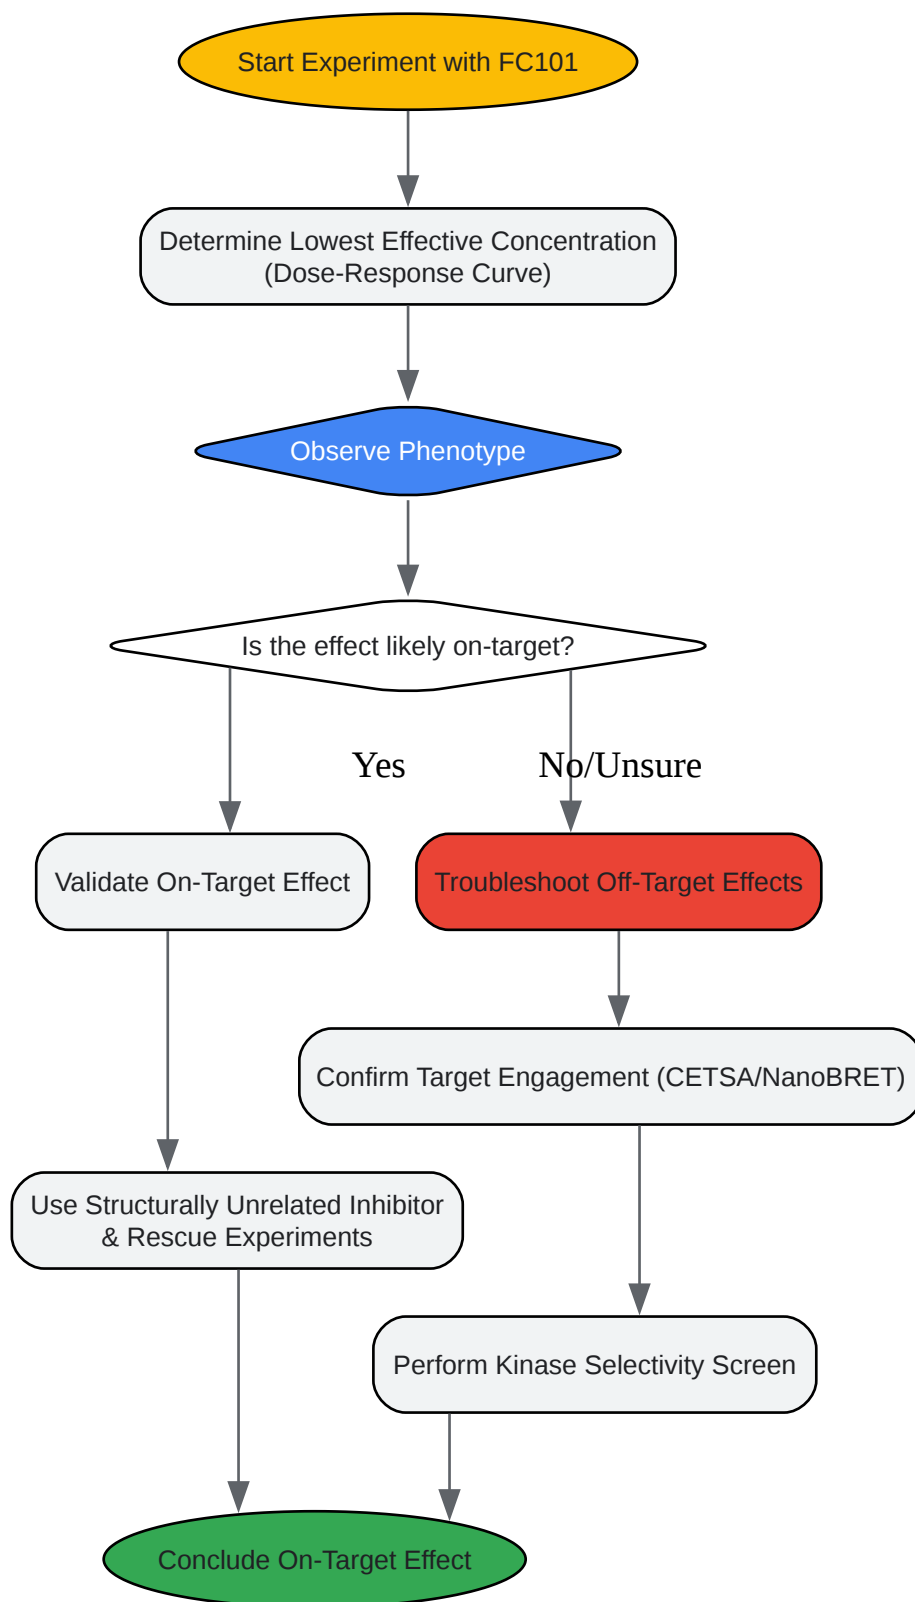 Start Experiment with FC101
Determine Lowest Effective Concentration
(Dose-Response Curve)
Observe Phenotype
Is the effect likely on-target?
Yes
No/Unsure
Validate On-Target Effect
Troubleshoot Off-Target Effects
Confirm Target Engagement (CETSA/NanoBRET)
Use Structurally Unrelated Inhibitor
& Rescue Experiments
Perform Kinase Selectivity Screen
Conclude On-Target Effect